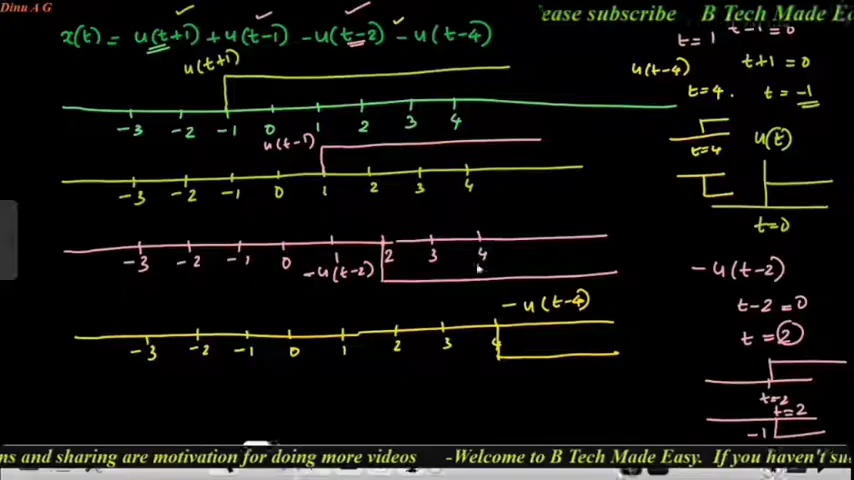 Dinu A G
ease subscribe B Tech Made Ea
x(t) = u(t+1) + u(t-1) - u(t-2) - u(t-4)
t=1 t-1=0
u(t+1)
u(t-4) t+1=0
t=4. t=-1
-3 -2 -1 0 1 2 3 4
u(t-1)
t=4 u(t)
-3 -2 -1 0 1 2 3 4
t=0
-3 -2 -1 0 1 2 3 4
-u(t-2)
-u(t-2)
t-2=0
-u(t-4)
t=2
-3 -2 -1 0 1 2 3 4
t=2
t=2
-1
ns and sharing are motivation for doing more videos -Welcome to B Tech Made Easy. If you haven't su